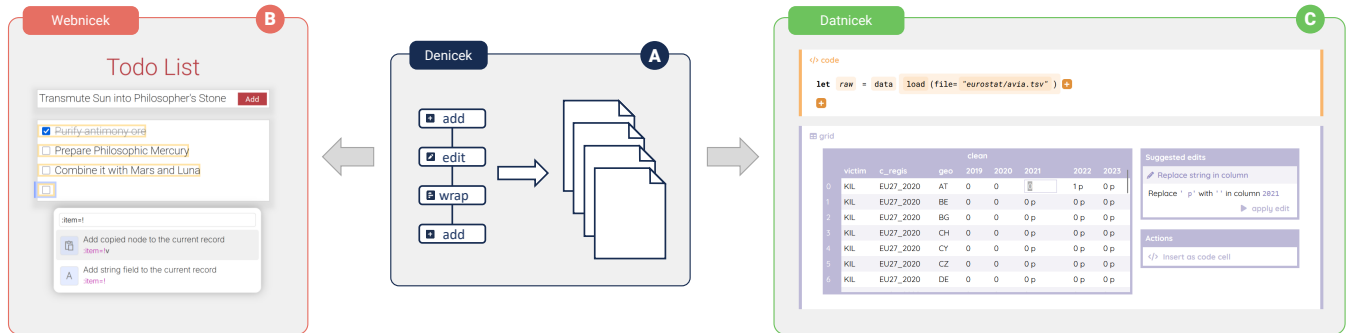 Webnicek
B
Todo List
Transmute Sun into Philosopher's Stone Add
Purify antimony ore
Prepare Philosophic Mercury
Combine it with Mars and Luna
:item=!
Add copied node to the current record
:item=!v
A Add string field to the current record
:item=!
Denicek
A
add
edit
wrap
add
Datnicek
C
</> code
let raw = data load (file= "eurostat/avia.tsv" )
grid
clean
victim c_regis geo 2019 2020 2021 2022 2023
0 KIL EU27_2020 AT 0 0 0 1 p 0 p
1 KIL EU27_2020 BE 0 0 0 p 0 p 0 p
2 KIL EU27_2020 BG 0 0 0 p 0 p 0 p
3 KIL EU27_2020 CH 0 0 0 p 0 p 0 p
4 KIL EU27_2020 CY 0 0 0 p 0 p 0 p
5 KIL EU27_2020 CZ 0 0 0 p 0 p 0 p
6 KIL EU27_2020 DE 0 0 0 p 0 p 0 p
Suggested edits
Replace string in column
Replace ' p' with '' in column 2021
apply edit
Actions
</> Insert as code cell